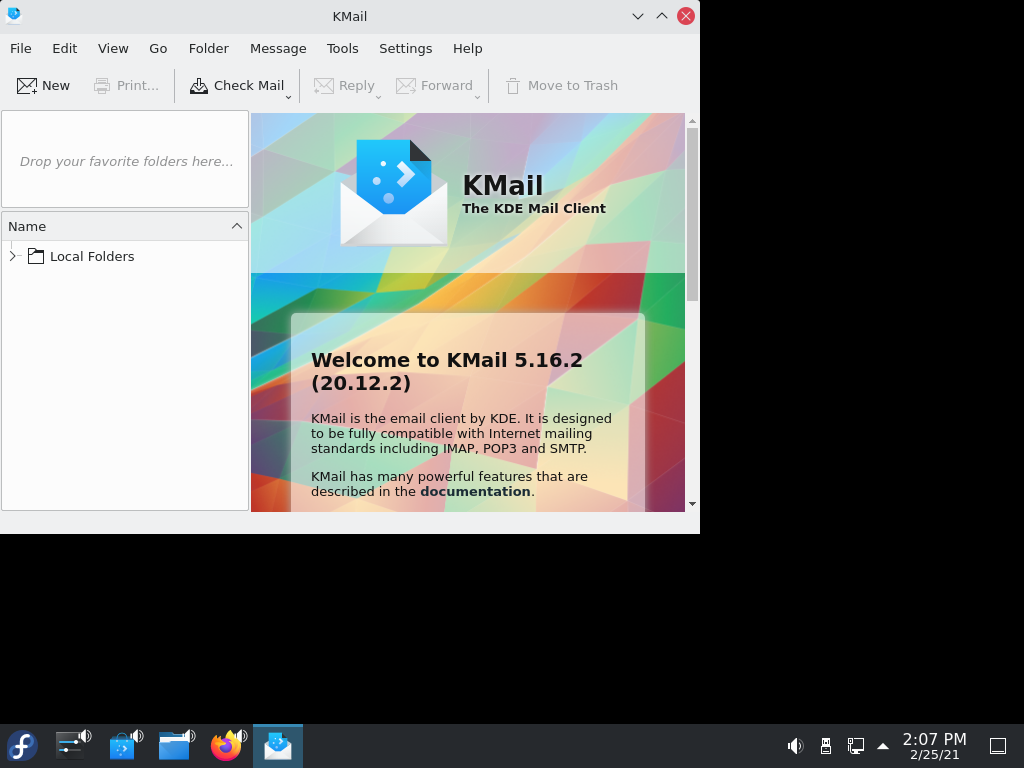 KMail
File Edit View Go Folder Message Tools Settings Help
New Print... Check Mail Reply Forward Move to Trash
Drop your favorite folders here...
Name
Local Folders
KMail
The KDE Mail Client
Welcome to KMail 5.16.2
(20.12.2)
KMail is the email client by KDE. It is designed
to be fully compatible with Internet mailing
standards including IMAP, POP3 and SMTP.
KMail has many powerful features that are
described in the documentation.
2:07 PM
2/25/21